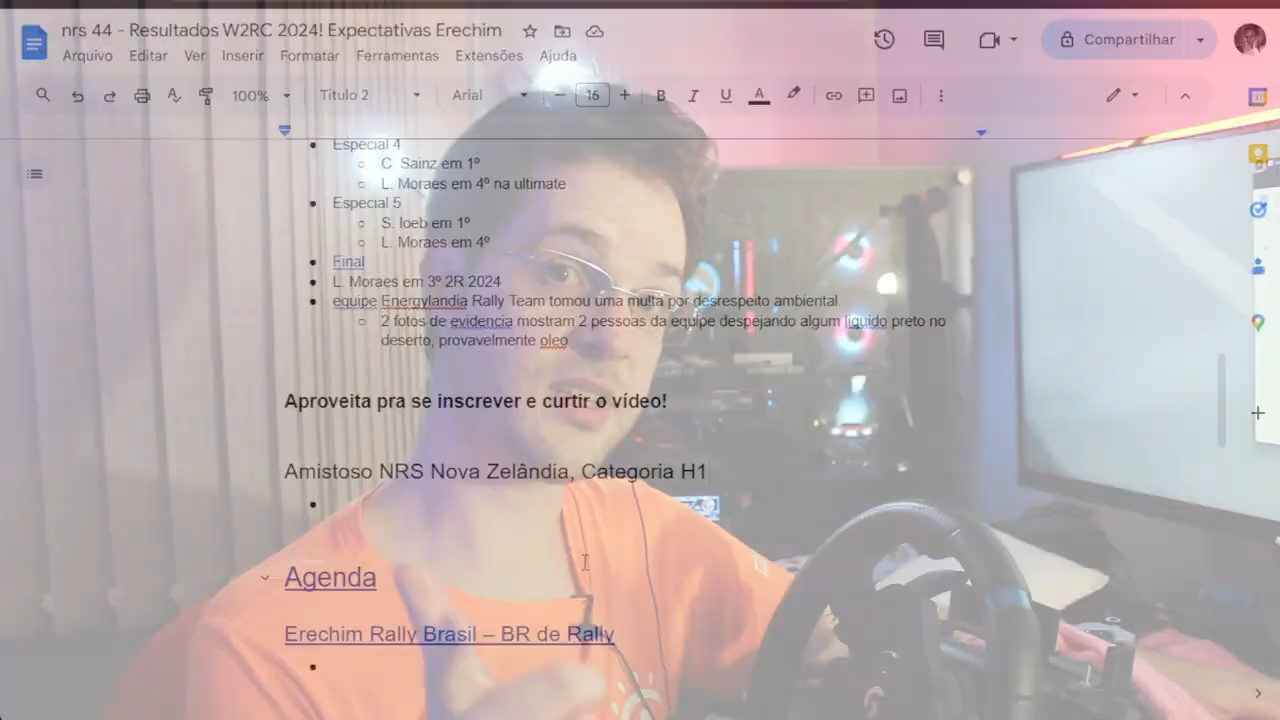 nrs 44 - Resultados W2RC 2024! Expectativas Erechim
Compartilhar
Arquivo Editar Ver Inserir Formatar Ferramentas Extensões Ajuda
100% Título 2 Arial 16 B I U A
Especial 4
C Sainz em 1º
L. Moraes em 4º na ultimate
Especial 5
S. loeb em 1º
L. Moraes em 4º
Final
L. Moraes em 3º 2R 2024
equipe Energylandia Rally Team tomou uma multa por desrespeito ambiental.
2 fotos de evidencia mostram 2 pessoas da equipe despejando algum liquido preto no
deserto, provavelmente oleo
Aproveita pra se inscrever e curtir o vídeo!
Amistoso NRS Nova Zelândia, Categoria H1
Agenda
Erechim Rally Brasil – BR de Rally